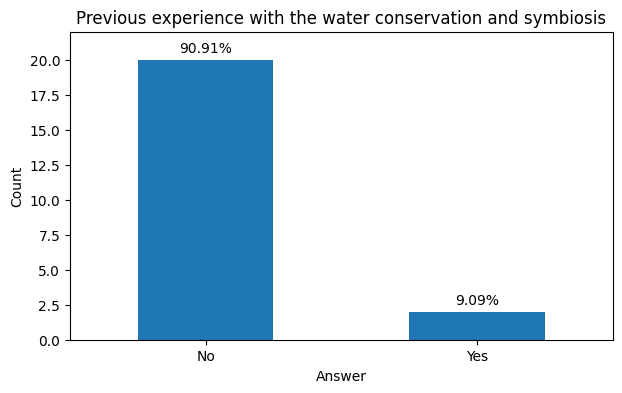 Previous experience with the water conservation and symbiosis
90.91%
20.0
17.5
15.0
12.5
10.0
7.5
5.0
2.5
0.0
Count
9.09%
No
Yes
Answer